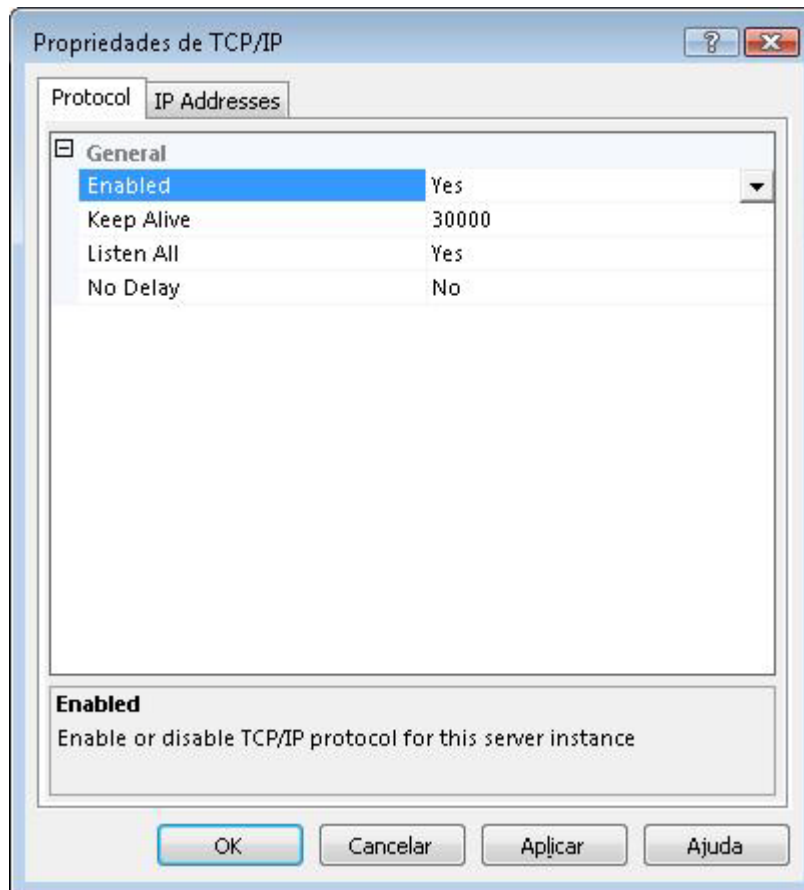 Propriedades de TCP/IP
Protocol IP Addresses
General
Enabled Yes
Keep Alive 30000
Listen All Yes
No Delay No
Enabled
Enable or disable TCP/IP protocol for this server instance
OK Cancelar Aplicar Ajuda